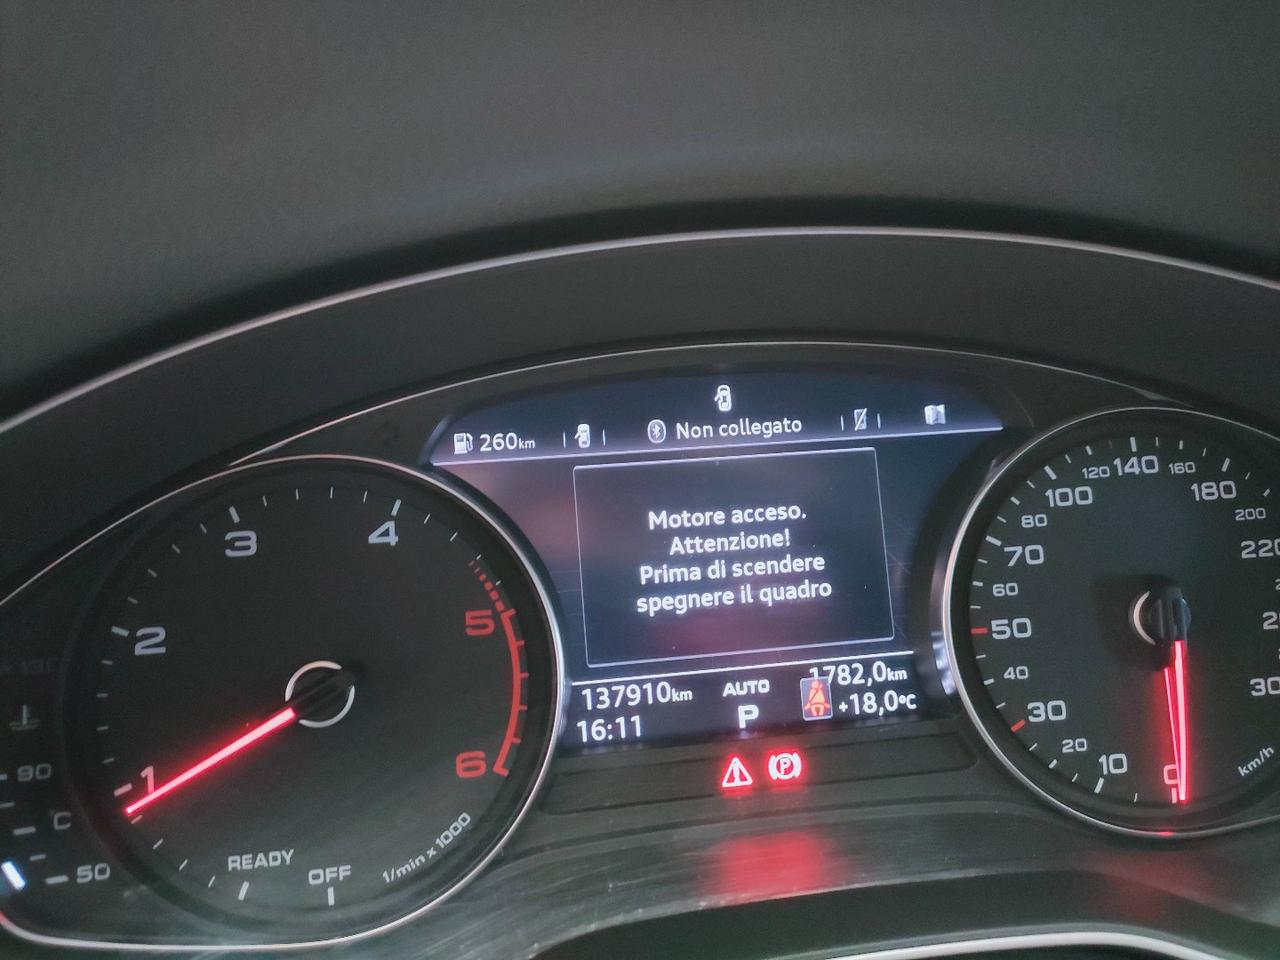 260km
Non collegato
Motore acceso.
Attenzione!
Prima di scendere
spegnere il quadro
137910km
AUTO
1782,0km
16:11
P
+18,0°C
P
1
2
3
4
5
6
READY
OFF
1/min x 1000
130
90
C
50
0
10
20
30
40
50
60
70
80
100
120
140
160
180
200
km/h